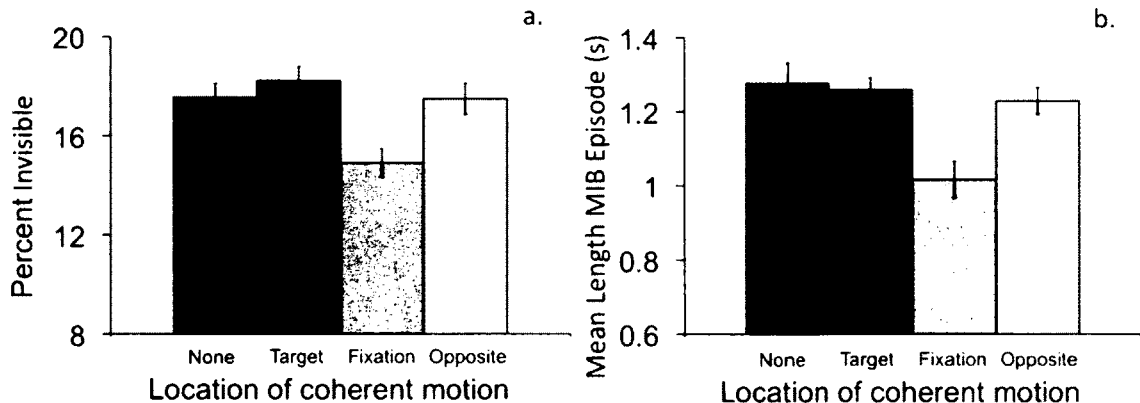 a.
Percent Invisible
20
16
12
8
None Target Fixation Opposite
Location of coherent motion
b.
Mean Length MIB Episode (s)
1.4
1.2
1
0.8
0.6
None Target Fixation Opposite
Location of coherent motion